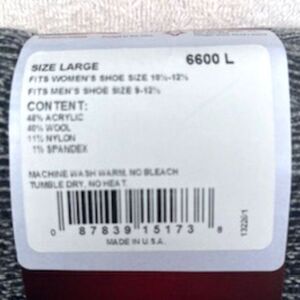 SIZE LARGE 6600 L
FITS WOMEN'S SHOE SIZE 10½-12½
FITS MEN'S SHOE SIZE 9-12½
CONTENT:
48% ACRYLIC
40% WOOL
11% NYLON
1% SPANDEX
MACHINE WASH WARM, NO BLEACH
TUMBLE DRY, NO HEAT
0 87839 15173 8
MADE IN U.S.A.
13220/1